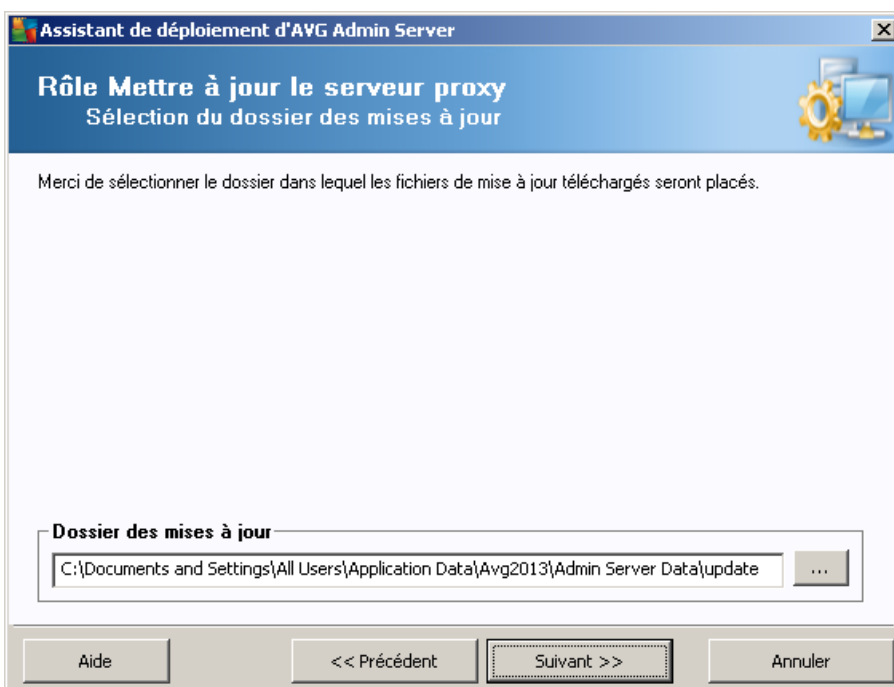 Assistant de déploiement d'AVG Admin Server
Rôle Mettre à jour le serveur proxy
Sélection du dossier des mises à jour
Merci de sélectionner le dossier dans lequel les fichiers de mise à jour téléchargés seront placés.
Dossier des mises à jour
C:\Documents and Settings\All Users\Application Data\Avg2013\Admin Server Data\update
...
Aide
<< Précédent
Suivant >>
Annuler